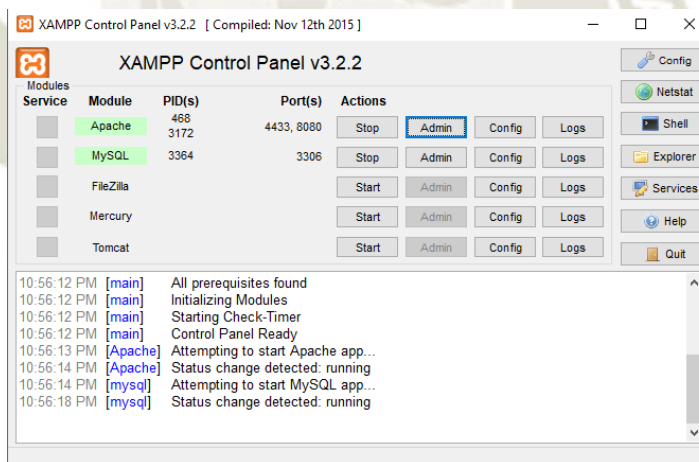 XAMPP Control Panel v3.2.2 [ Compiled: Nov 12th 2015 ]
XAMPP Control Panel v3.2.2
Config
Modules
Service Module PID(s) Port(s) Actions
Netstat
Apache 468 3172 4433, 8080 Stop Admin Config Logs
Shell
MySQL 3364 3306 Stop Admin Config Logs
Explorer
FileZilla Start Admin Config Logs
Services
Mercury Start Admin Config Logs
Help
Tomcat Start Admin Config Logs
Quit
10:56:12 PM [main] All prerequisites found
10:56:12 PM [main] Initializing Modules
10:56:12 PM [main] Starting Check-Timer
10:56:12 PM [main] Control Panel Ready
10:56:13 PM [Apache] Attempting to start Apache app...
10:56:14 PM [Apache] Status change detected: running
10:56:14 PM [mysql] Attempting to start MySQL app...
10:56:18 PM [mysql] Status change detected: running